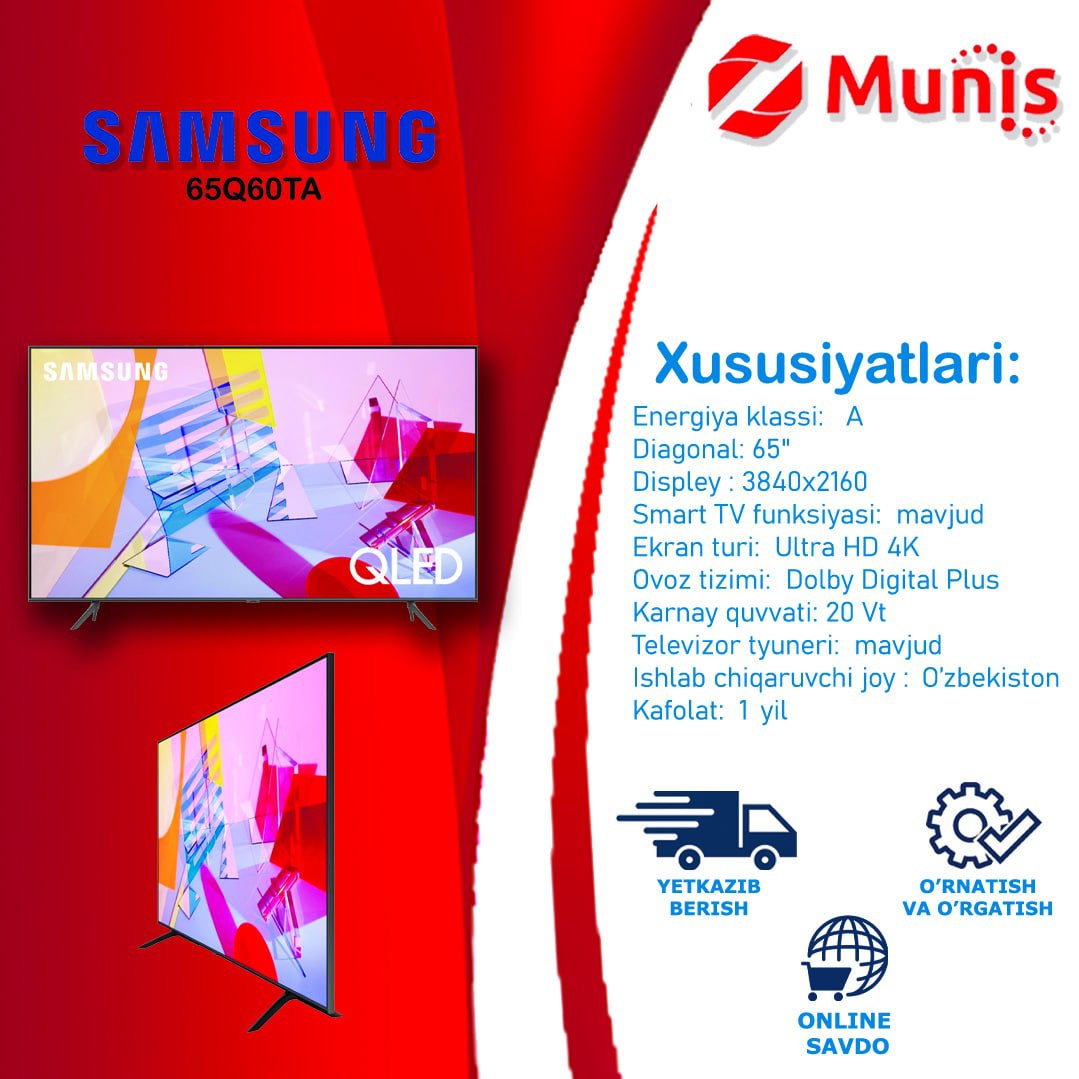 SAMSUNG
65Q60TA
Munis
SAMSUNG
QLED
Xususiyatlari:
Energiya klassi: A
Diagonal: 65"
Displey : 3840x2160
Smart TV funksiyasi: mavjud
Ekran turi: Ultra HD 4K
Ovoz tizimi: Dolby Digital Plus
Karnay quvvati: 20 Vt
Televizor tyuneri: mavjud
Ishlab chiqaruvchi joy : O’zbekiston
Kafolat: 1 yil
YETKAZIB
BERISH
O’RNATISH
VA O’RGATISH
ONLINE
SAVDO